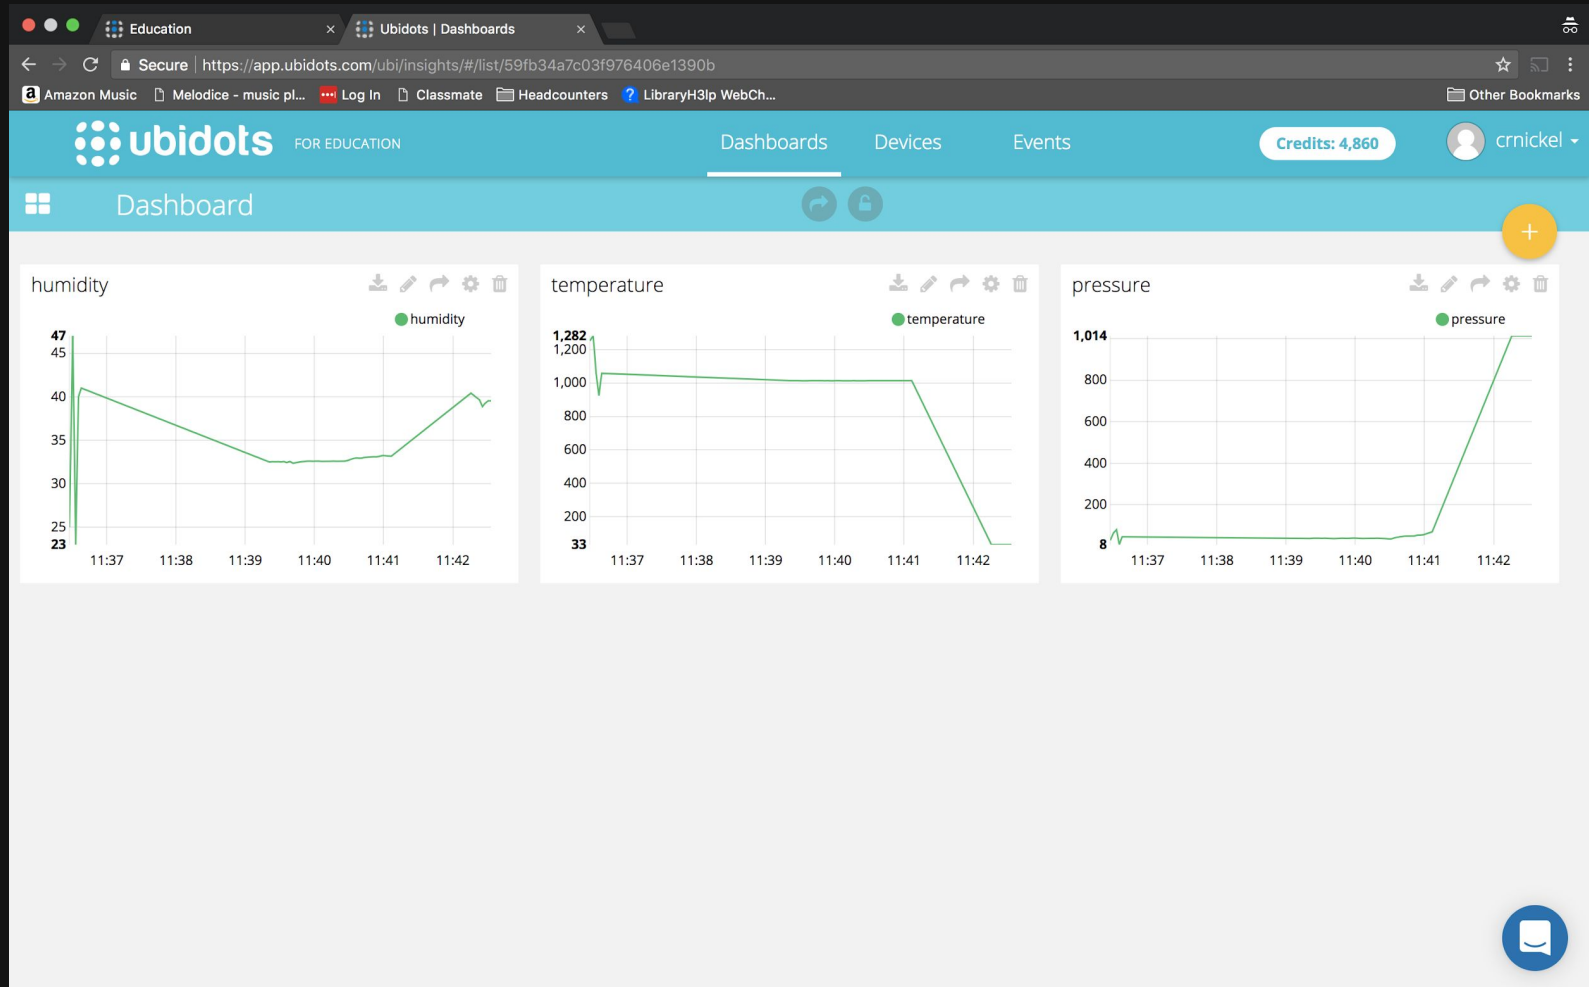 Education
Ubidots | Dashboards
Secure | https://app.ubidots.com/ubi/insights/#/list/59fb34a7c03f976406e1390b
Amazon Music Melodice - music pl... Log In Classmate Headcounters LibraryH3lp WebCh... Other Bookmarks
ubidots FOR EDUCATION Dashboards Devices Events Credits: 4,860 crnickel
Dashboard
humidity
humidity
47
45
40
35
30
25
23
11:37 11:38 11:39 11:40 11:41 11:42
temperature
temperature
1,282
1,200
1,000
800
600
400
200
33
11:37 11:38 11:39 11:40 11:41 11:42
pressure
pressure
1,014
800
600
400
200
8
11:37 11:38 11:39 11:40 11:41 11:42